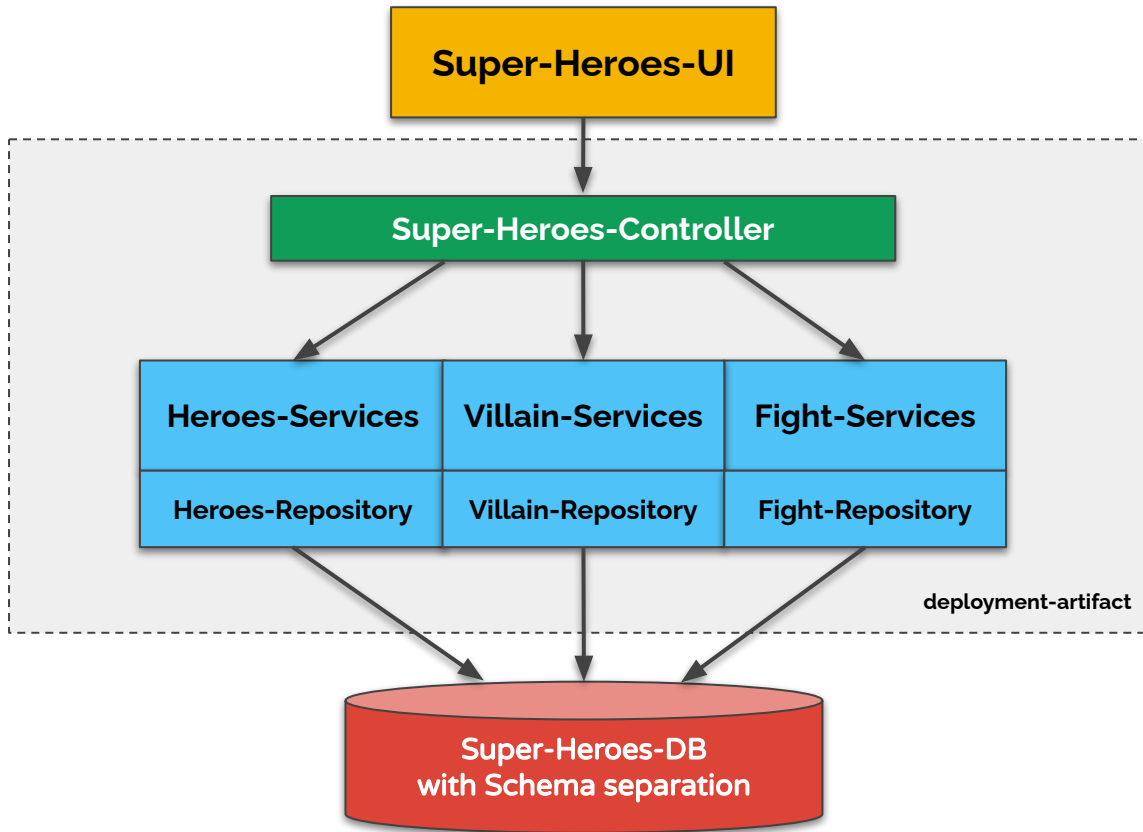 Super-Heroes-UI
Super-Heroes-Controller
Heroes-Services
Villain-Services
Fight-Services
Heroes-Repository
Villain-Repository
Fight-Repository
deployment-artifact
Super-Heroes-DB
with Schema separation